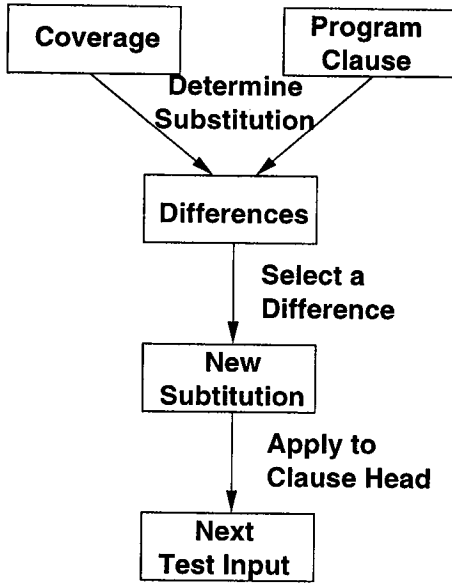 Coverage
Program
Clause
Determine
Substitution
Differences
Select a
Difference
New
Subtitution
Apply to
Clause Head
Next
Test Input